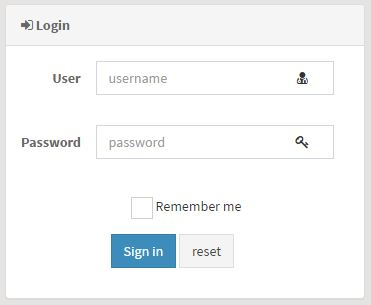 Login
User username
Password password
Remember me
Sign in reset